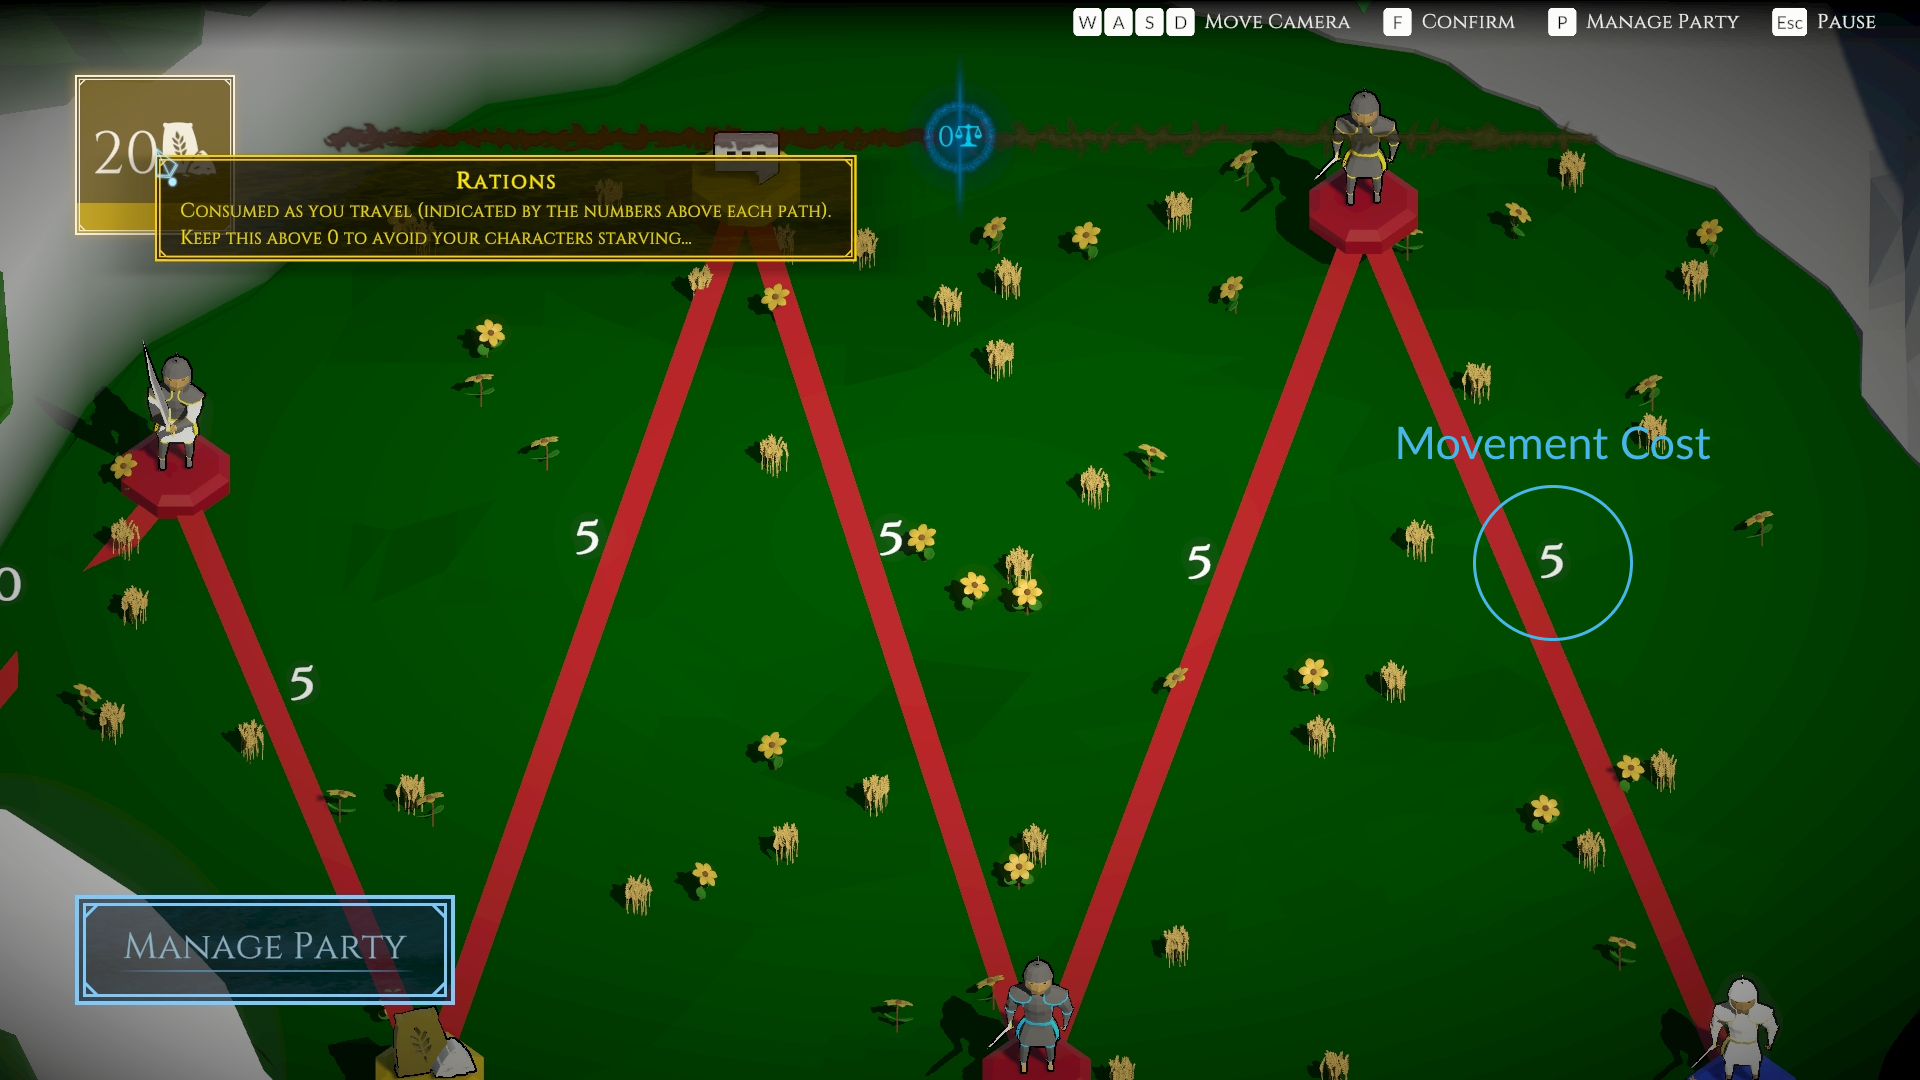 W A S D Move Camera F Confirm P Manage Party Esc Pause
20
0
Rations
Consumed as you travel (indicated by the numbers above each path).
Keep this above 0 to avoid your characters starving...
Movement Cost
5
5
5
5
0
5
Manage Party